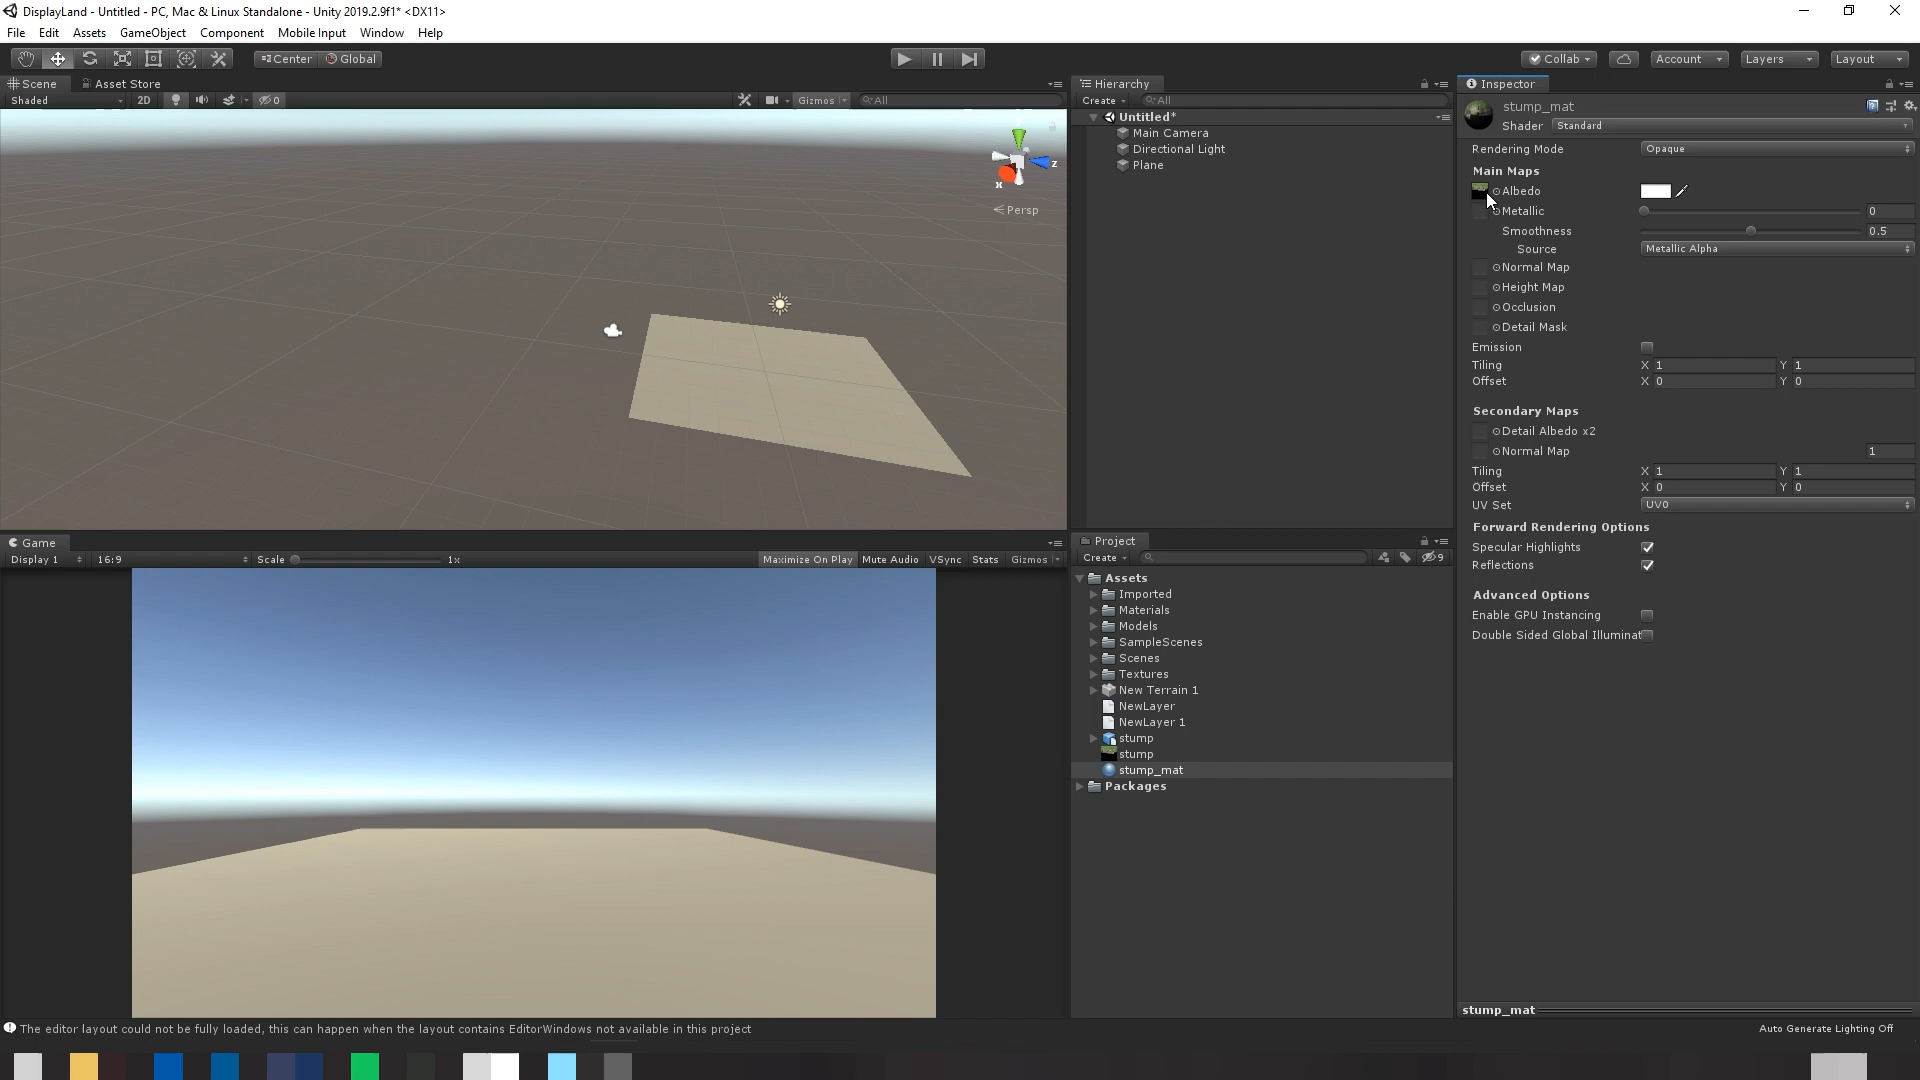 DisplayLand - Untitled - PC, Mac & Linux Standalone - Unity 2019.2.9f1* <DX11>
File Edit Assets GameObject Component Mobile Input Window Help
Center Global
Collab Account Layers Layout
Scene Asset Store
Shaded 2D 0 Gizmos All
z
x
Persp
Game
Display 1 16:9 Scale 1x Maximize On Play Mute Audio VSync Stats Gizmos
Hierarchy
Create All
Untitled*
Main Camera
Directional Light
Plane
Project
Create 9
Assets
Imported
Materials
Models
SampleScenes
Scenes
Textures
New Terrain 1
NewLayer
NewLayer 1
stump
stump
stump_mat
Packages
Inspector
stump_mat
Shader Standard
Rendering Mode Opaque
Main Maps
Albedo
Metallic 0
Smoothness 0.5
Source Metallic Alpha
Normal Map
Height Map
Occlusion
Detail Mask
Emission
Tiling X 1 Y 1
Offset X 0 Y 0
Secondary Maps
Detail Albedo x2
Normal Map 1
Tiling X 1 Y 1
Offset X 0 Y 0
UV Set UV0
Forward Rendering Options
Specular Highlights
Reflections
Advanced Options
Enable GPU Instancing
Double Sided Global Illuminat
stump_mat
The editor layout could not be fully loaded, this can happen when the layout contains EditorWindows not available in this project
Auto Generate Lighting Off